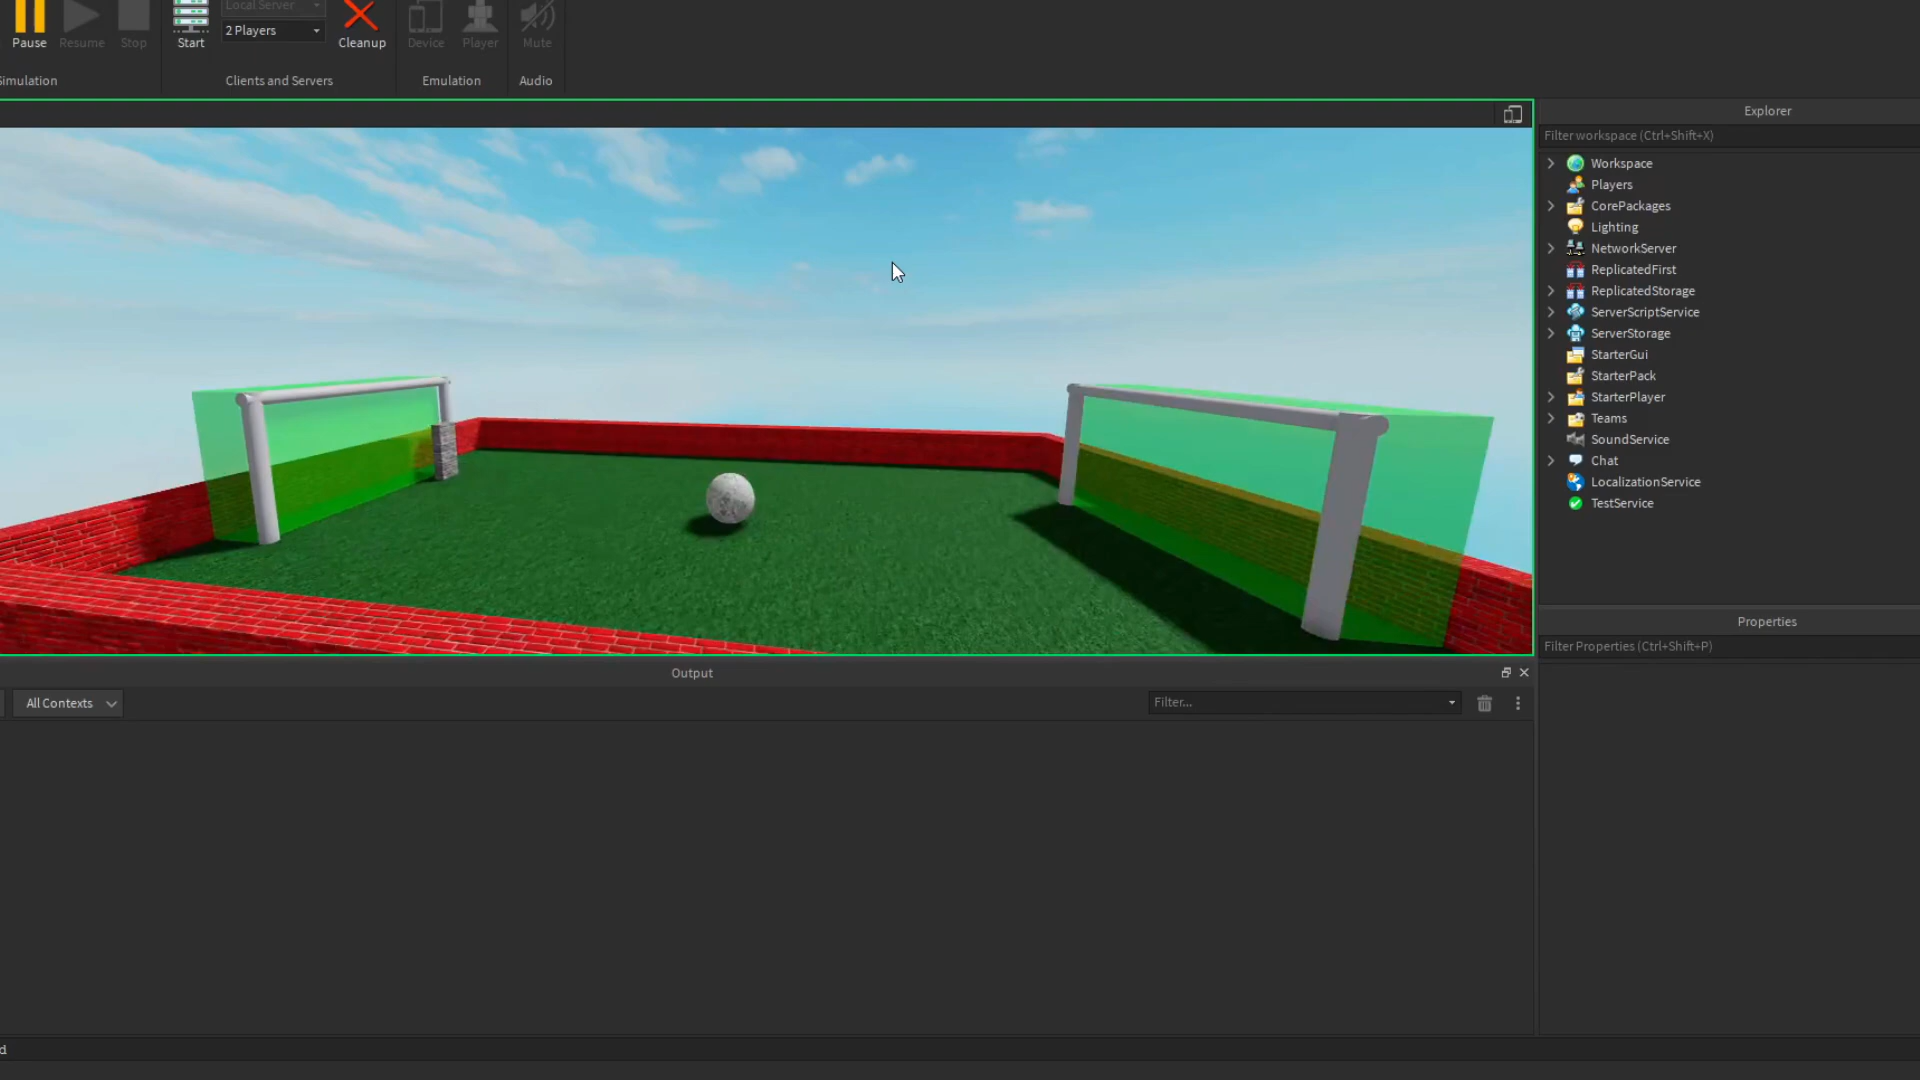 Local Server
2 Players
Pause
Resume
Stop
Start
Cleanup
Device
Player
Mute
Simulation
Clients and Servers
Emulation
Audio
Explorer
Filter workspace (Ctrl+Shift+X)
Workspace
Players
CorePackages
Lighting
NetworkServer
ReplicatedFirst
ReplicatedStorage
ServerScriptService
ServerStorage
StarterGui
StarterPack
StarterPlayer
Teams
SoundService
Chat
LocalizationService
TestService
Properties
Filter Properties (Ctrl+Shift+P)
Output
All Contexts
Filter...
d